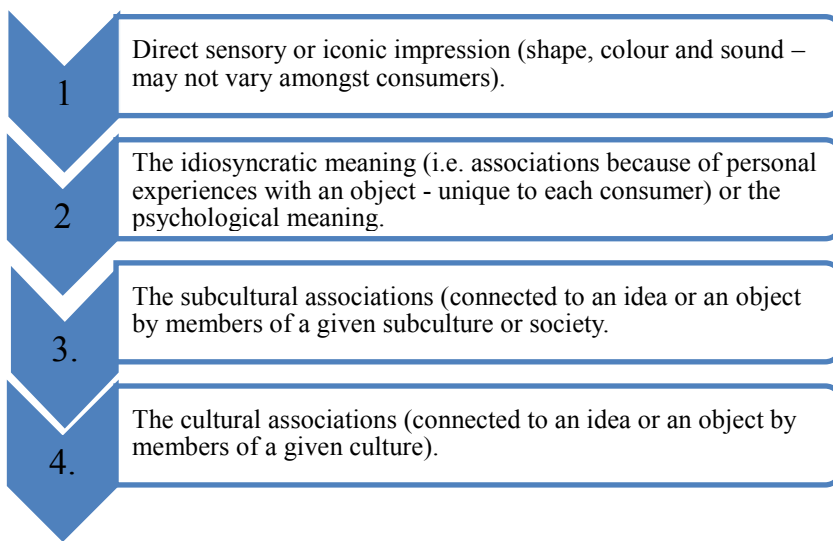 1
Direct sensory or iconic impression (shape, colour and sound –
may not vary amongst consumers).
2
The idiosyncratic meaning (i.e. associations because of personal
experiences with an object - unique to each consumer) or the
psychological meaning.
3.
The subcultural associations (connected to an idea or an object
by members of a given subculture or society.
4.
The cultural associations (connected to an idea or an object by
members of a given culture).